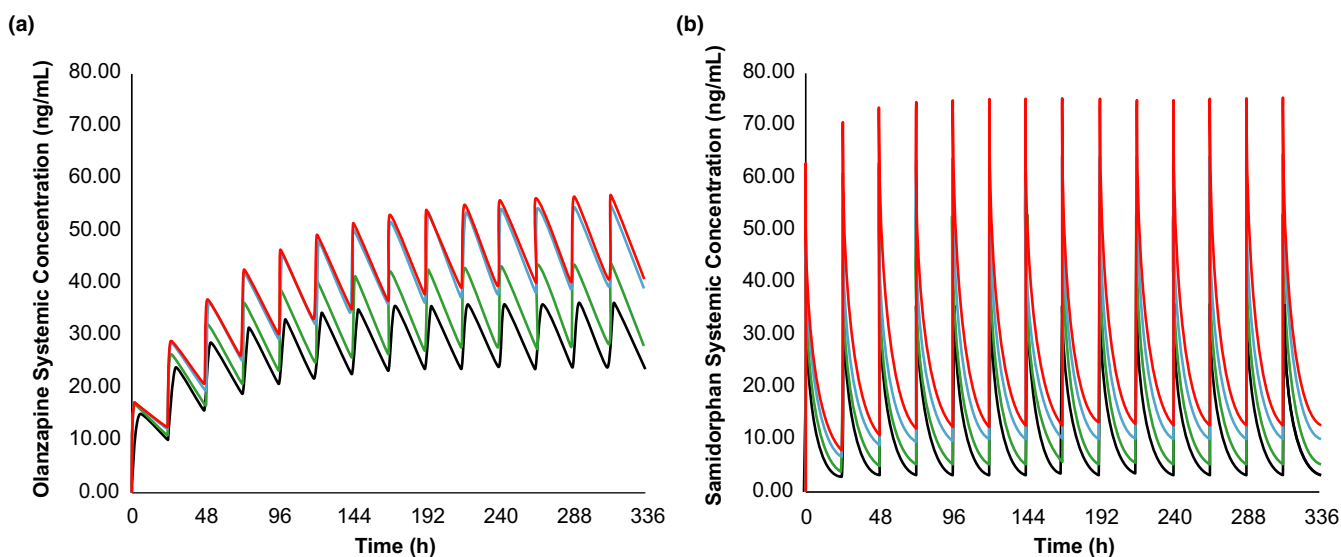 (a)
Olanzapine Systemic Concentration (ng/mL)
80.00
70.00
60.00
50.00
40.00
30.00
20.00
10.00
0.00
0 48 96 144 192 240 288 336
Time (h)
(b)
Samidorphan Systemic Concentration (ng/mL)
80.00
70.00
60.00
50.00
40.00
30.00
20.00
10.00
0.00
0 48 96 144 192 240 288 336
Time (h)